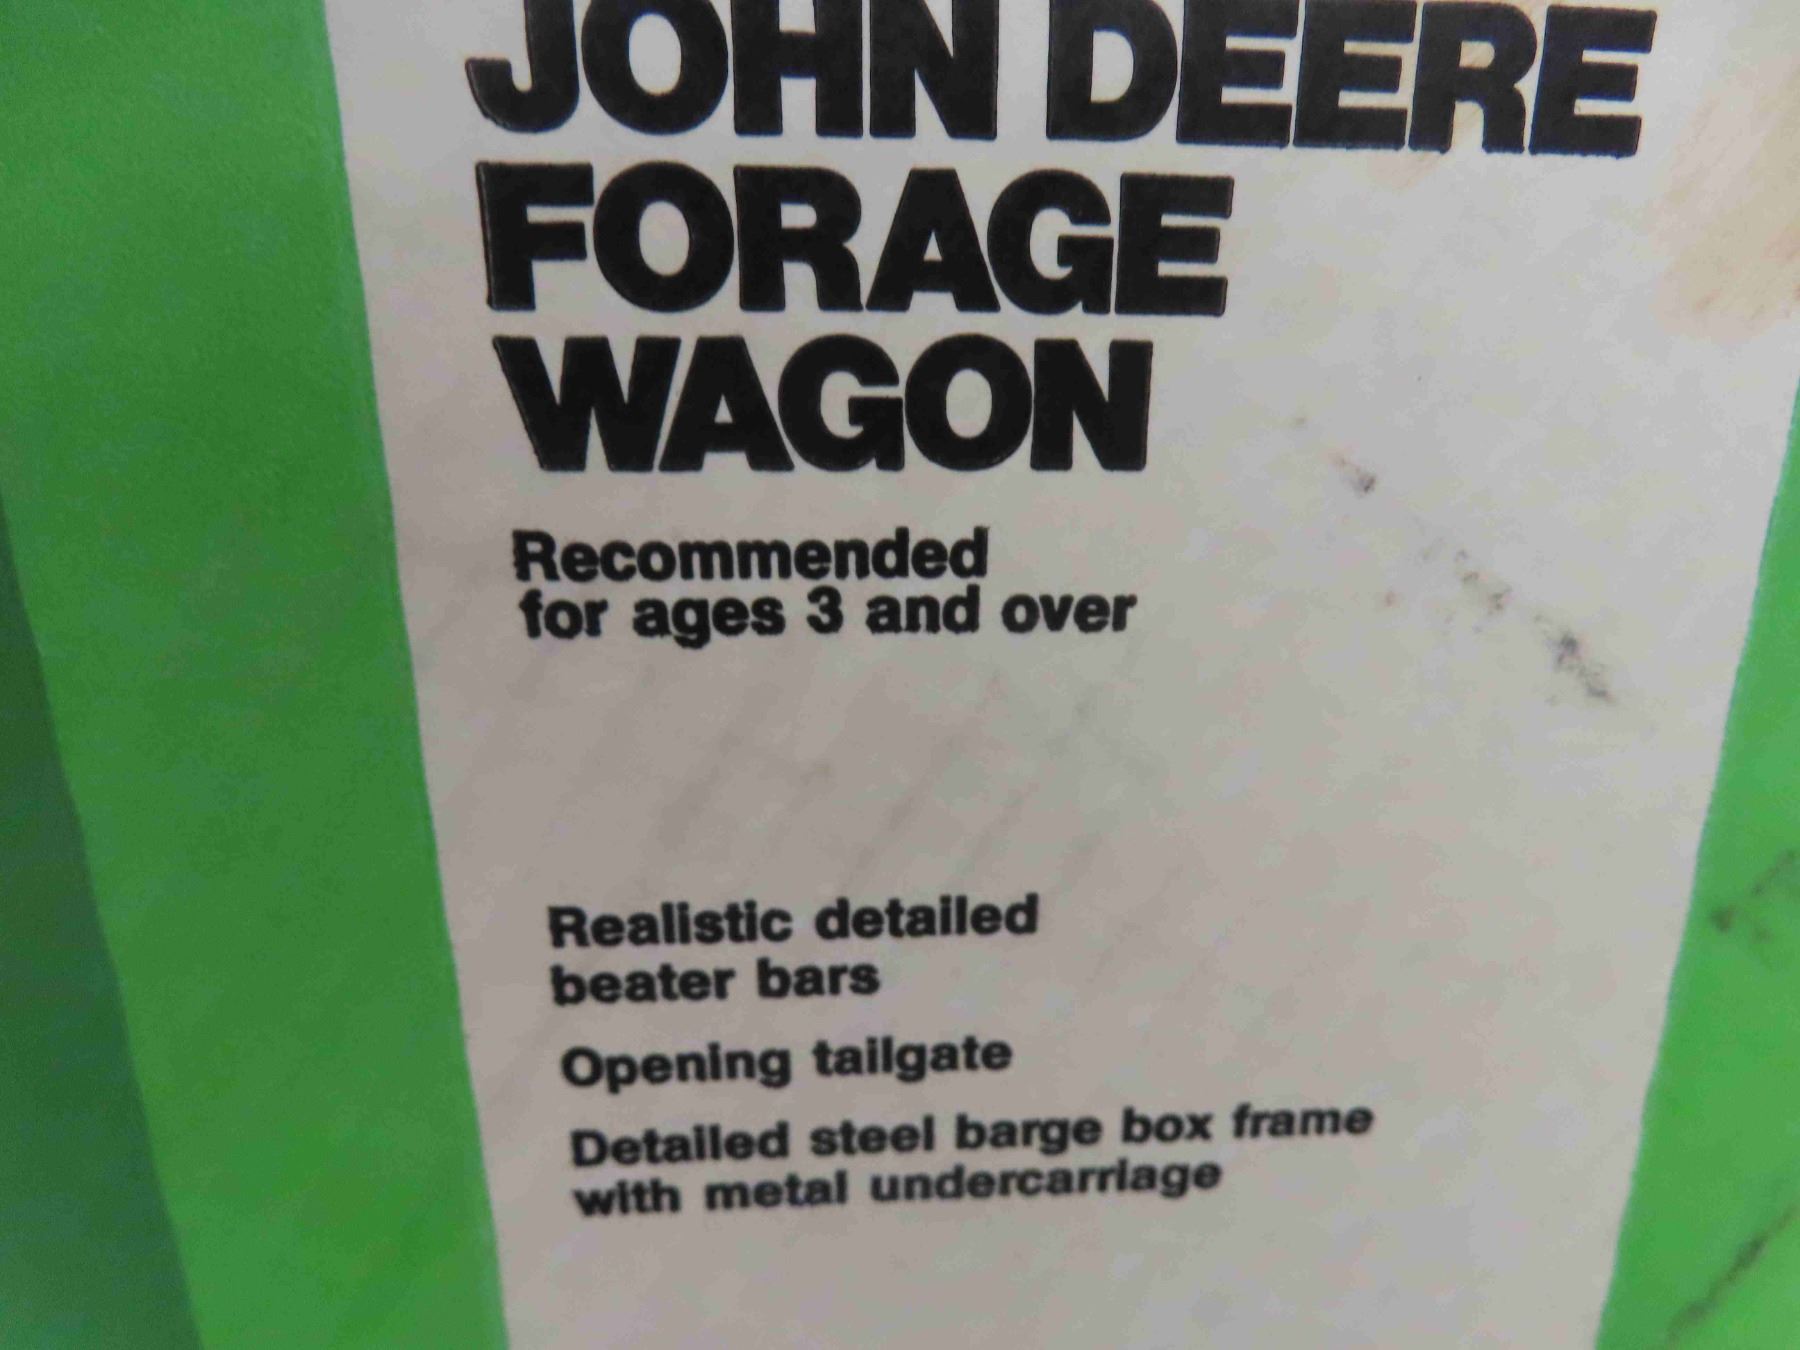 JOHN DEERE
FORAGE
WAGON
Recommended
for ages 3 and over
Realistic detailed
beater bars
Opening tailgate
Detailed steel barge box frame
with metal undercarriage